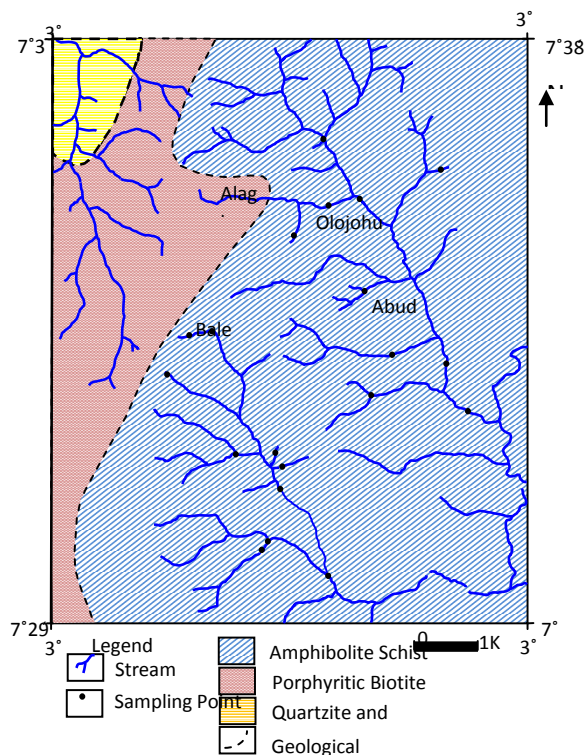 3°
3°
7°3
7°38
Alag
Olojohu
Abud
Bale
7°29
7°
3°
3°
Legend
0
1K
Stream
Amphibolite Schist
Sampling Point
Porphyritic Biotite
Quartzite and
Geological